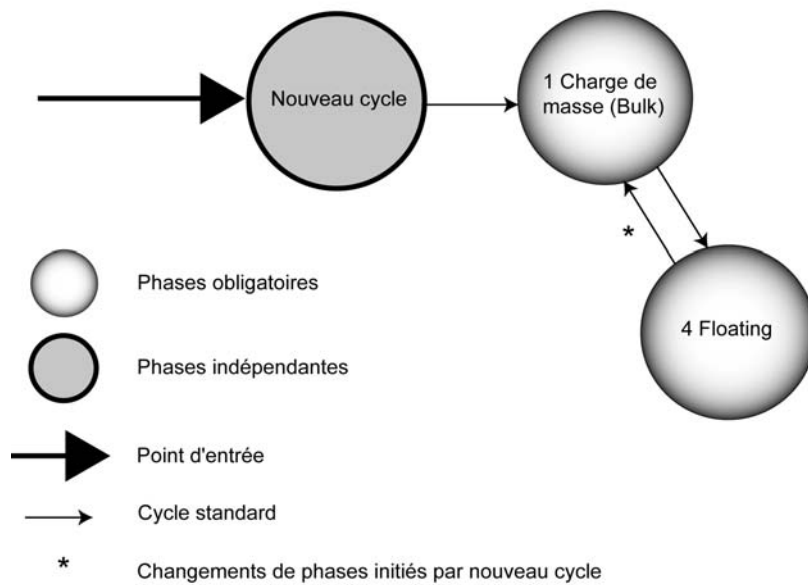 Nouveau cycle
1 Charge de
masse (Bulk)
*
4 Floating
Phases obligatoires
Phases indépendantes
Point d'entrée
Cycle standard
* Changements de phases initiés par nouveau cycle